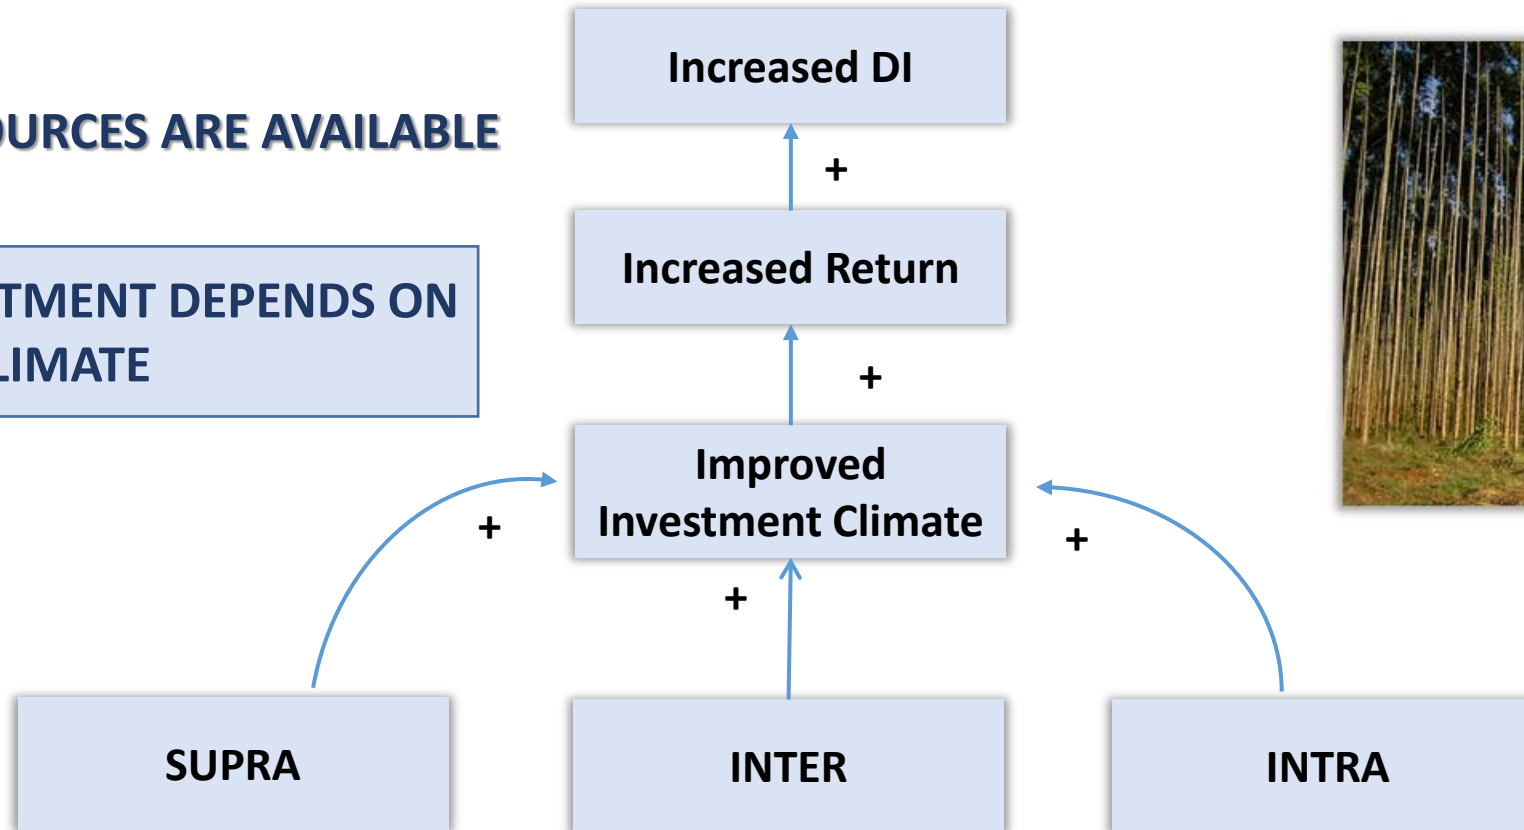 Increased DI
OURCES ARE AVAILABLE
+
Increased Return
TMENT DEPENDS ON
LIMATE
+
Improved
Investment Climate
+
+
+
SUPRA
INTER
INTRA